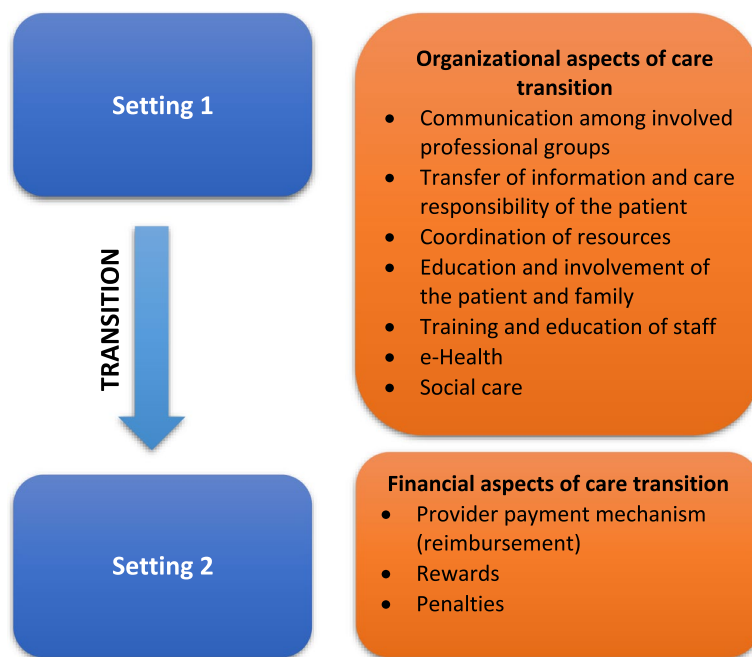 Setting 1
TRANSITION
Setting 2
Organizational aspects of care
transition
• Communication among involved
professional groups
• Transfer of information and care
responsibility of the patient
• Coordination of resources
• Education and involvement of
the patient and family
• Training and education of staff
• e-Health
• Social care
Financial aspects of care transition
• Provider payment mechanism
(reimbursement)
• Rewards
• Penalties